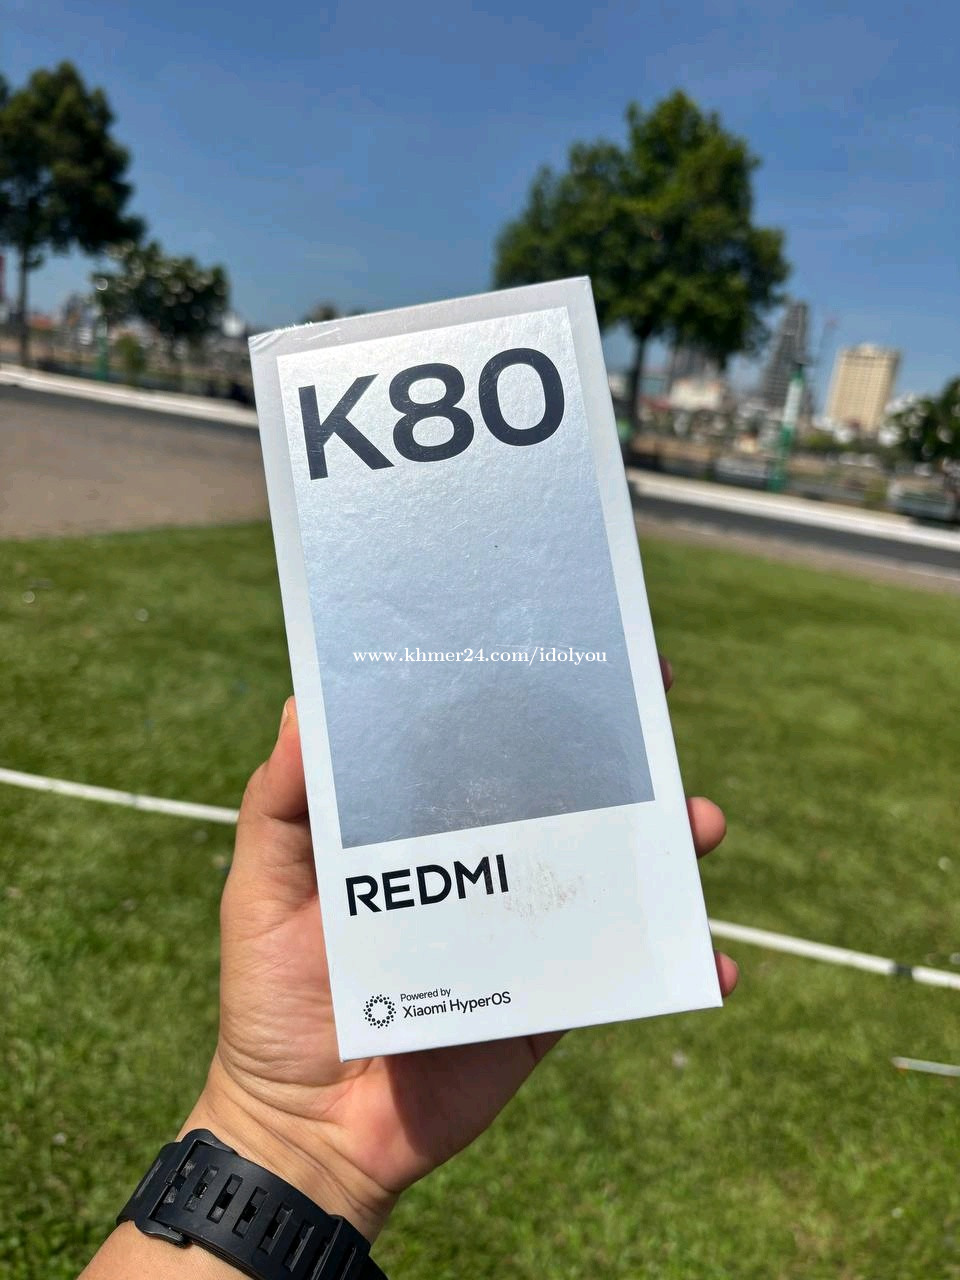 K80
www.khmer24.com/idolyou
REDMI
Powered by
Xiaomi HyperOS